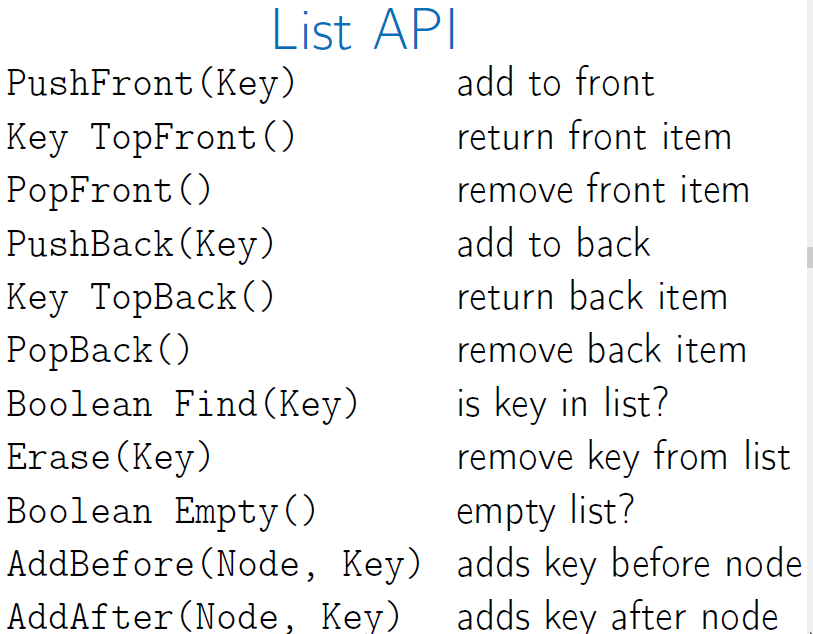 List API
PushFront(Key) add to front
Key TopFront() return front item
PopFront() remove front item
PushBack(Key) add to back
Key TopBack() return back item
PopBack() remove back item
Boolean Find(Key) is key in list?
Erase(Key) remove key from list
Boolean Empty() empty list?
AddBefore(Node, Key) adds key before node
AddAfter(Node, Key) adds key after node